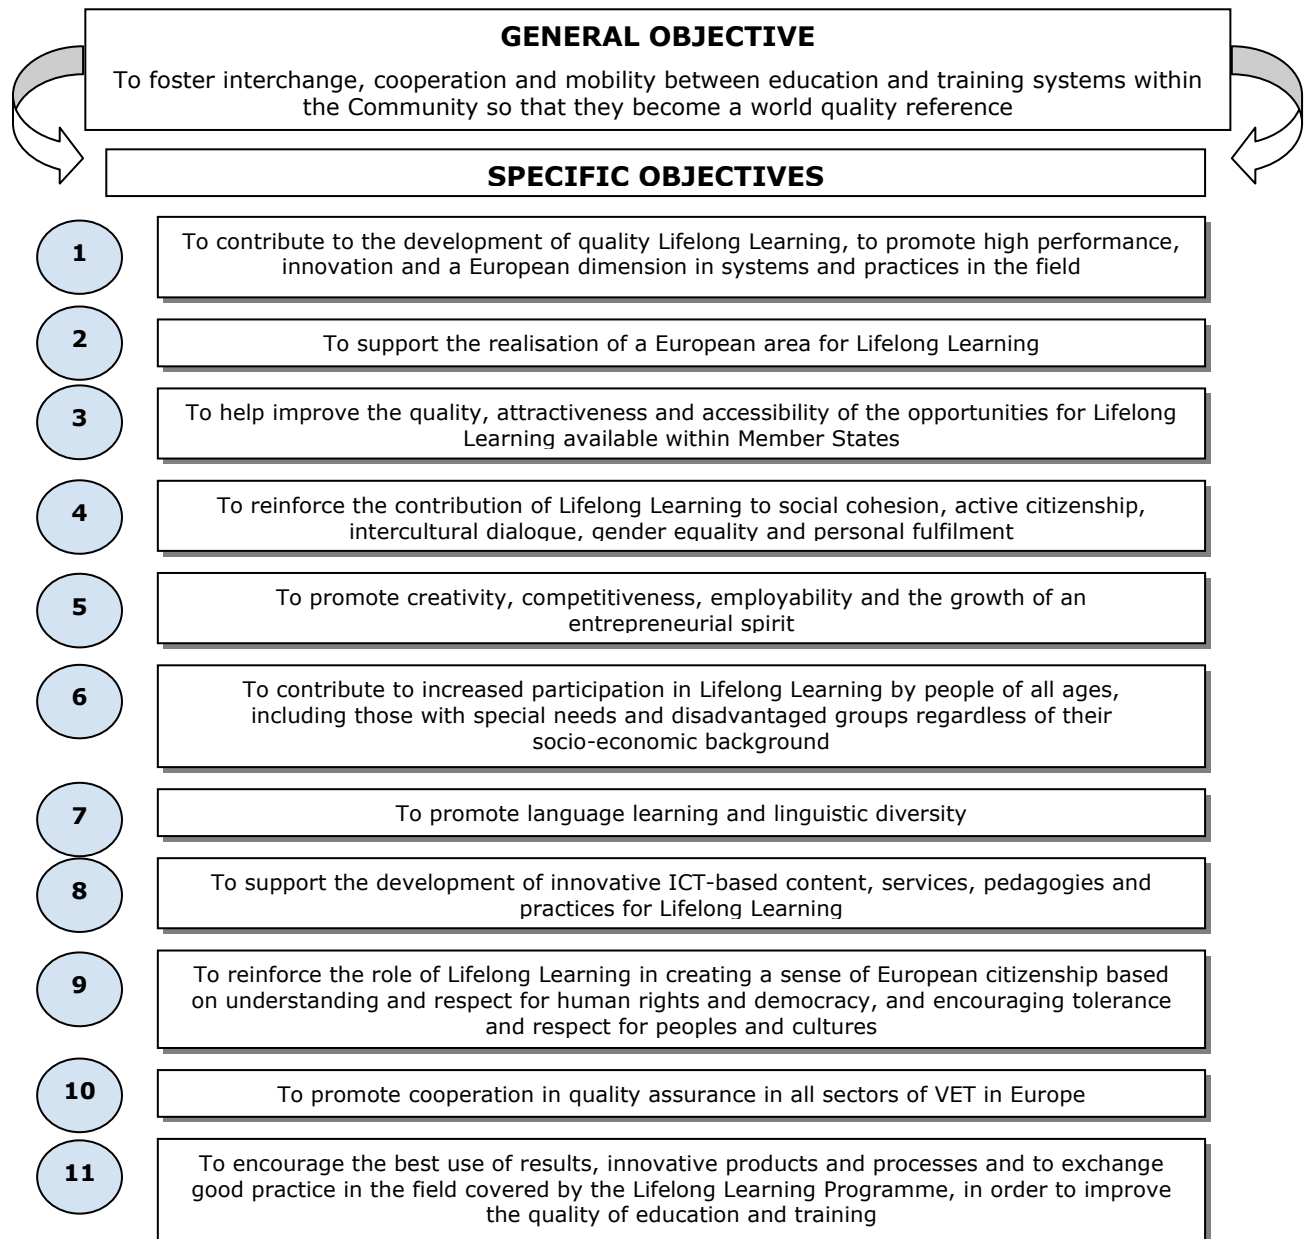 GENERAL OBJECTIVE
To foster interchange, cooperation and mobility between education and training systems within
the Community so that they become a world quality reference
SPECIFIC OBJECTIVES
1
To contribute to the development of quality Lifelong Learning, to promote high performance,
innovation and a European dimension in systems and practices in the field
2
To support the realisation of a European area for Lifelong Learning
3
To help improve the quality, attractiveness and accessibility of the opportunities for Lifelong
Learning available within Member States
4
To reinforce the contribution of Lifelong Learning to social cohesion, active citizenship,
intercultural dialogue, gender equality and personal fulfilment
5
To promote creativity, competitiveness, employability and the growth of an
entrepreneurial spirit
6
To contribute to increased participation in Lifelong Learning by people of all ages,
including those with special needs and disadvantaged groups regardless of their
socio-economic background
7
To promote language learning and linguistic diversity
8
To support the development of innovative ICT-based content, services, pedagogies and
practices for Lifelong Learning
9
To reinforce the role of Lifelong Learning in creating a sense of European citizenship based
on understanding and respect for human rights and democracy, and encouraging tolerance
and respect for peoples and cultures
10
To promote cooperation in quality assurance in all sectors of VET in Europe
11
To encourage the best use of results, innovative products and processes and to exchange
good practice in the field covered by the Lifelong Learning Programme, in order to improve
the quality of education and training